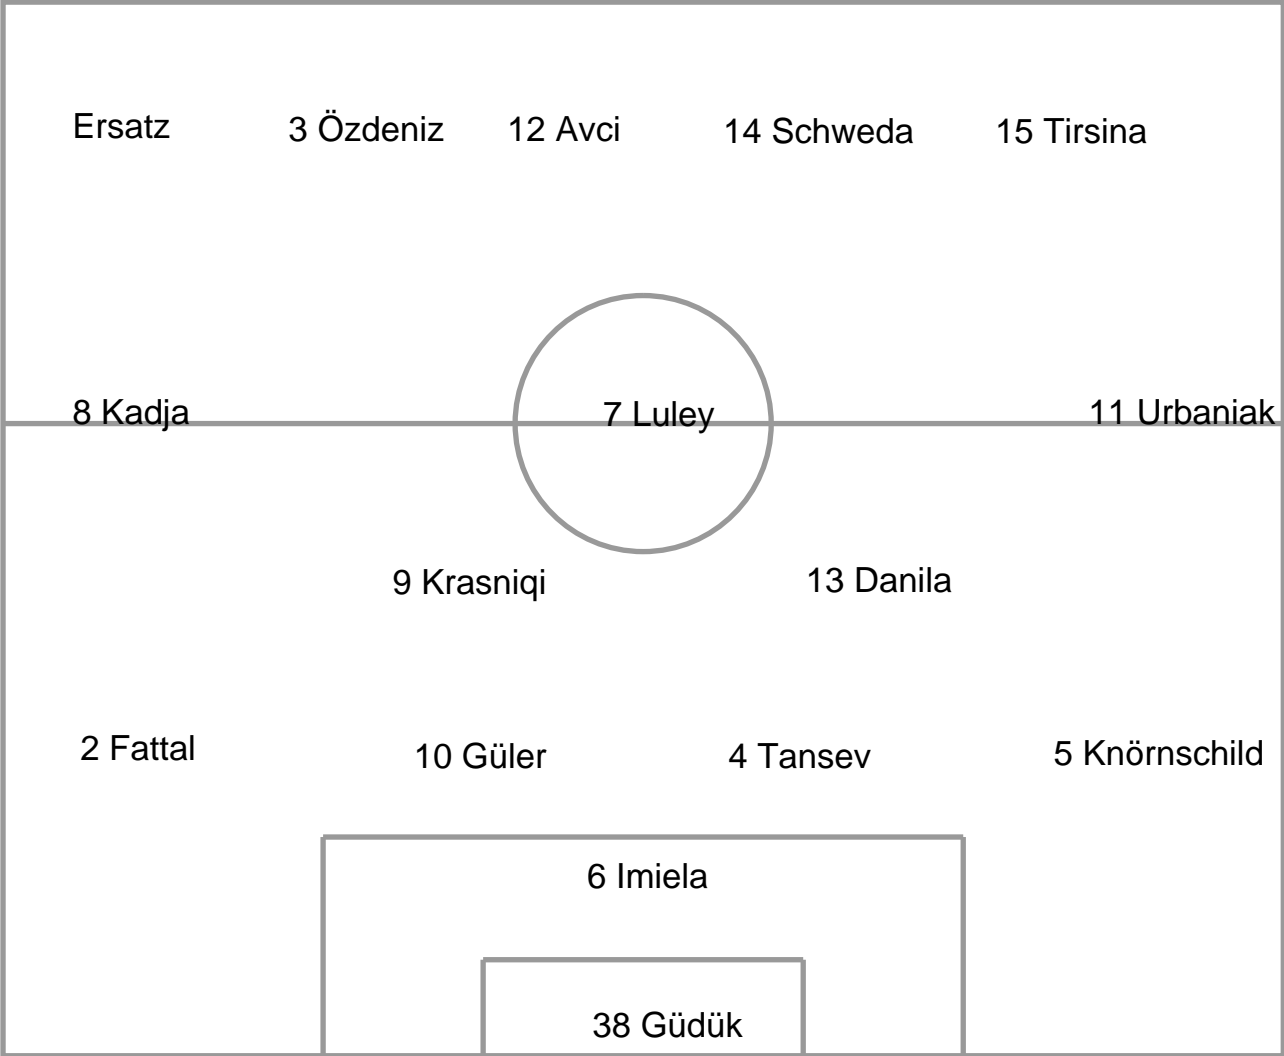 Ersatz 3 Özdeniz 12 Avci 14 Schweda 15 Tirsina
8 Kadja 7 Luley 11 Urbaniak
9 Krasniqi 13 Danila
2 Fattal 10 Güler 4 Tansev 5 Knörnschild
6 Imiela
38 Güdük